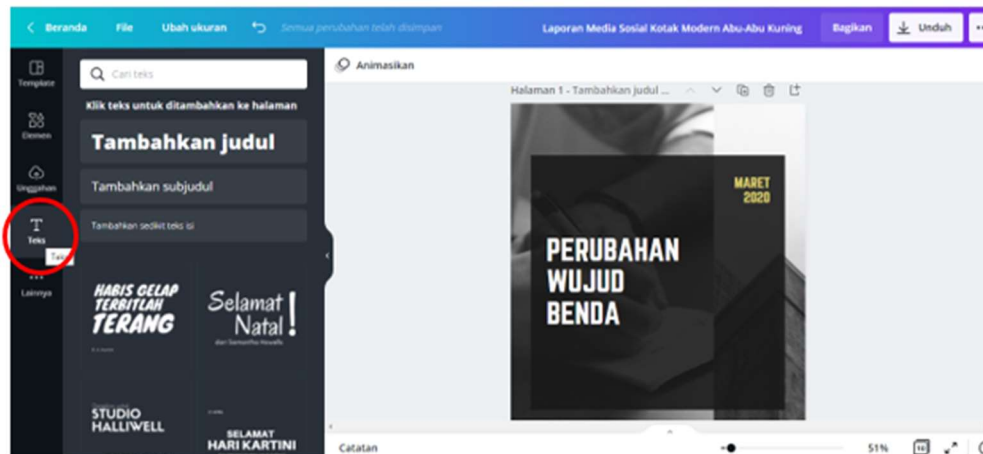 Beranda File Ubah ukuran Semua perubahan telah disimpan Laporan Media Sosial Kotak Modern Abu-Abu Kuning Bagikan Unduh
Template
Elemen
Unggahan
T
Teks
Teks
Lainnya
Cari teks
Klik teks untuk ditambahkan ke halaman
Tambahkan judul
Tambahkan subjudul
Tambahkan sedikit teks isi
HABIS GELAP
TERBITLAH
TERANG
Selamat
Natal!
dari Samantha Howells
STUDIO
HALLIWELL
SELAMAT
HARI KARTINI
Animasikan
Halaman 1 - Tambahkan judul ...
MARET
2020
PERUBAHAN
WUJUD
BENDA
Catatan
51%